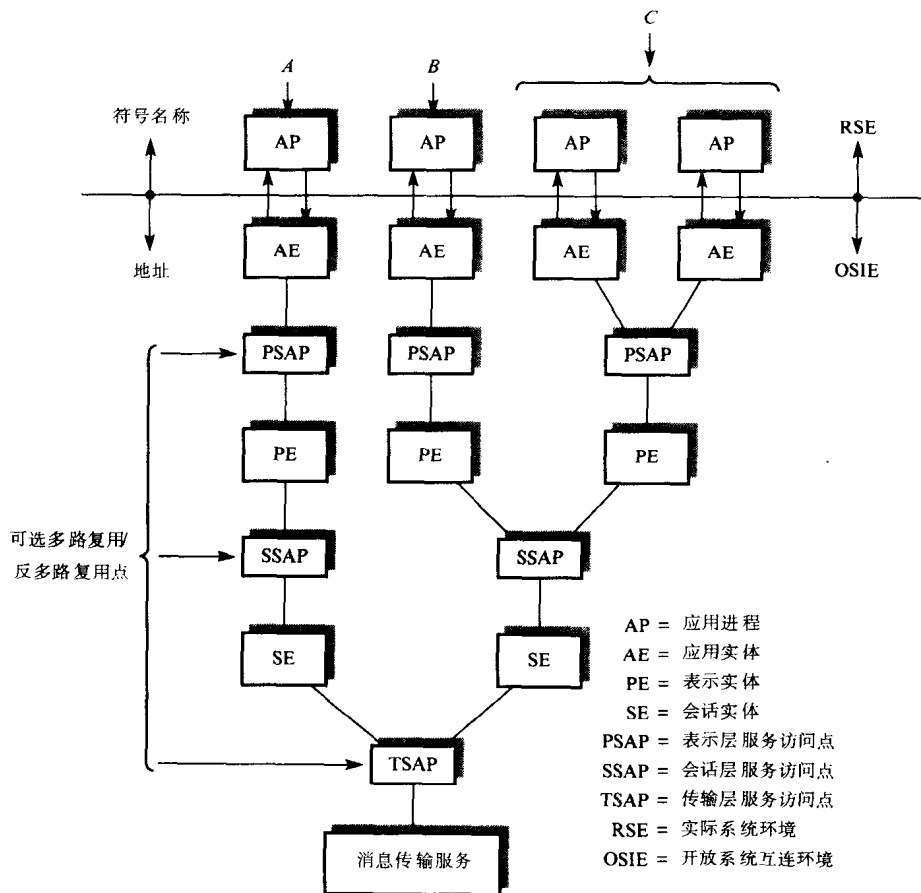 C
A
B
符号名称
AP
AP
AP
AP
RSE
地址
AE
AE
AE
AE
OSIE
PSAP
PSAP
PSAP
PE
PE
PE
可选多路复用/
反多路复用点
SSAP
SSAP
SE
SE
TSAP
消息传输服务
AP = 应用进程
AE = 应用实体
PE = 表示实体
SE = 会话实体
PSAP = 表示层服务访问点
SSAP = 会话层服务访问点
TSAP = 传输层服务访问点
RSE = 实际系统环境
OSIE = 开放系统互连环境